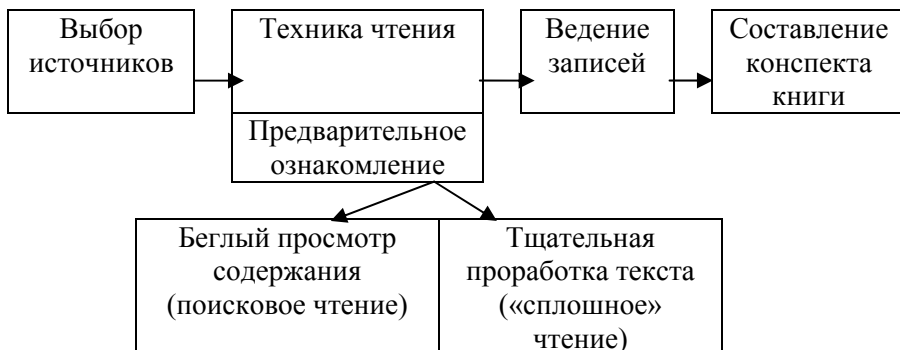 Выбор
источников
Техника чтения
Ведение
записей
Составление
конспекта
книги
Предварительное
ознакомление
Беглый просмотр
содержания
(поисковое чтение)
Тщательная
проработка текста
(«сплошное»
чтение)